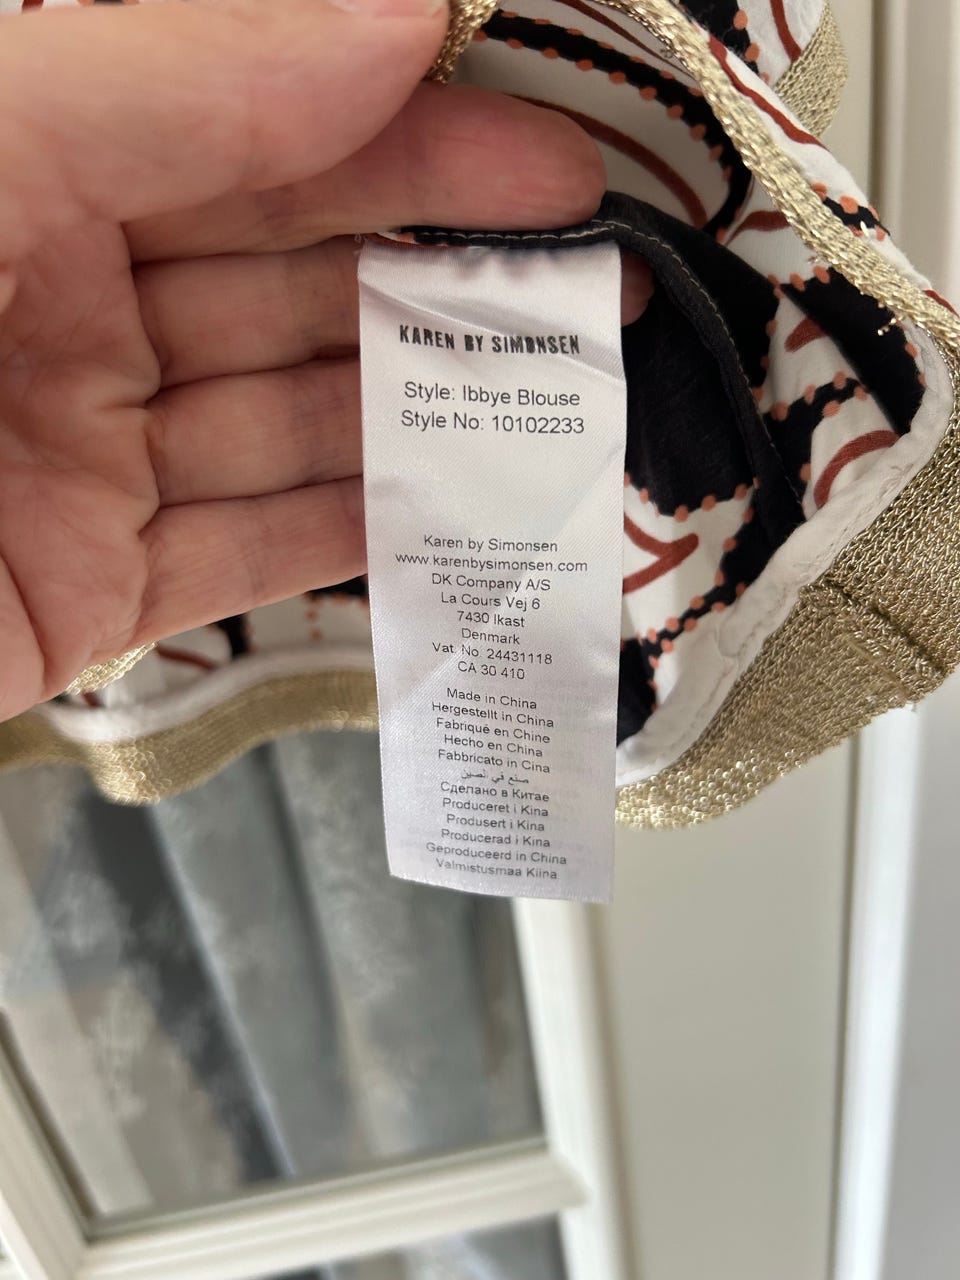 KAREN BY SIMONSEN
Style: Ibbye Blouse
Style No: 10102233
Karen by Simonsen
www.karenbysimonsen.com
DK Company A/S
La Cours Vej 6
7430 Ikast
Denmark
Vat. No. 24431118
CA 30 410
Made in China
Hergestellt in China
Fabriqué en Chine
Hecho en China
Fabbricato in Cina
صنع في الصين
Сделано в Китае
Produceret i Kina
Produsert i Kina
Producerad i Kina
Geproduceerd in China
Valmistusmaa Kiina